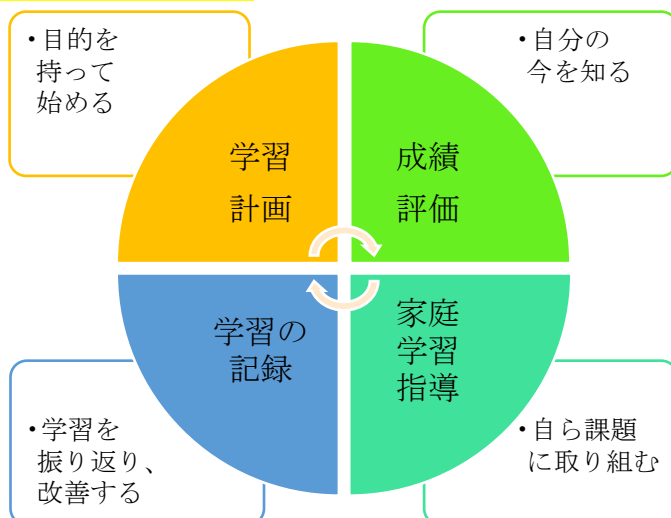 ・目的を
持って
始める
・自分の
今を知る
学習
計画
成績
評価
学習の
記録
家庭
学習
指導
・学習を
振り返り、
改善する
・自ら課題
に取り組む